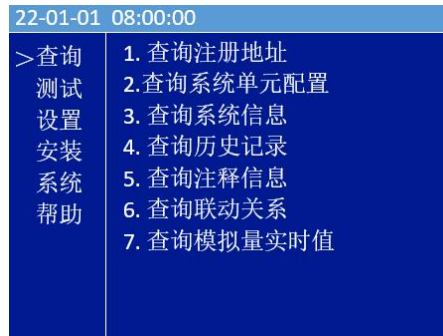 22-01-01 08:00:00
>查询
测试
设置
安装
系统
帮助
1. 查询注册地址
2.查询系统单元配置
3. 查询系统信息
4. 查询历史记录
5. 查询注释信息
6. 查询联动关系
7. 查询模拟量实时值